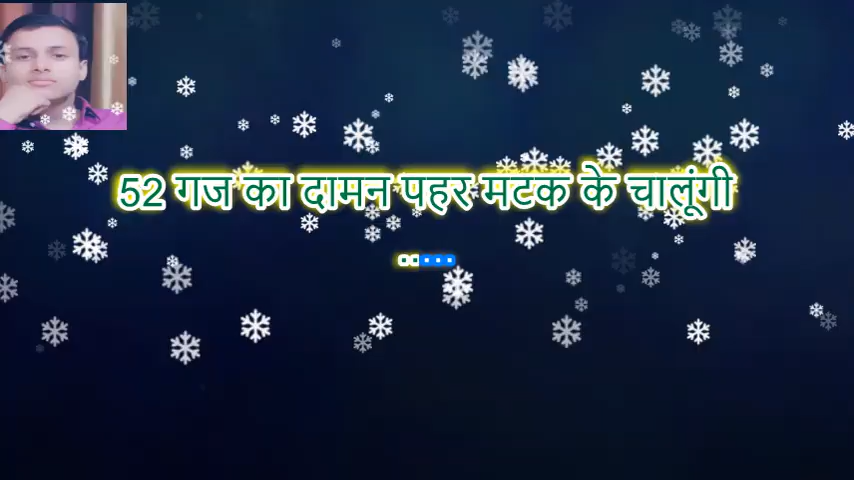 52 गज का दामन पहर मटक के चालूंगी
.....